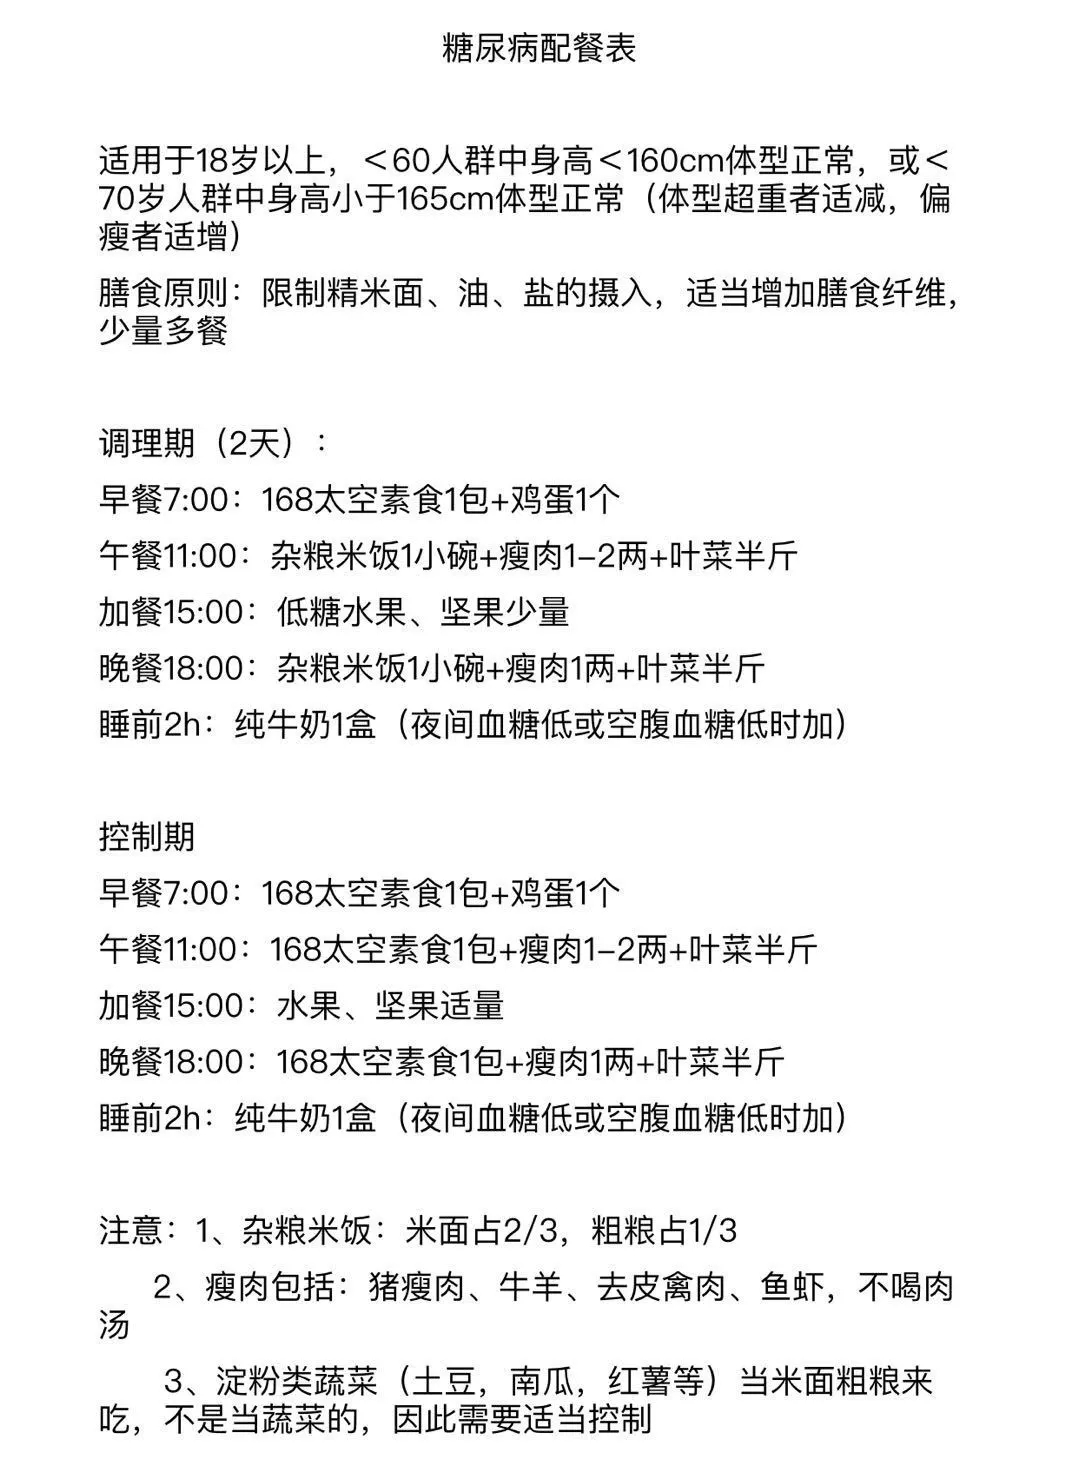 糖尿病配餐表
适用于18岁以上，＜60人群中身高＜160cm体型正常，或＜
70岁人群中身高小于165cm体型正常（体型超重者适减，偏
瘦者适增）
膳食原则：限制精米面、油、盐的摄入，适当增加膳食纤维，
少量多餐
调理期（2天）：
早餐7:00：168太空素食1包+鸡蛋1个
午餐11:00：杂粮米饭1小碗+瘦肉1-2两+叶菜半斤
加餐15:00：低糖水果、坚果少量
晚餐18:00：杂粮米饭1小碗+瘦肉1两+叶菜半斤
睡前2h：纯牛奶1盒（夜间血糖低或空腹血糖低时加）
控制期
早餐7:00：168太空素食1包+鸡蛋1个
午餐11:00：168太空素食1包+瘦肉1-2两+叶菜半斤
加餐15:00：水果、坚果适量
晚餐18:00：168太空素食1包+瘦肉1两+叶菜半斤
睡前2h：纯牛奶1盒（夜间血糖低或空腹血糖低时加）
注意：1、杂粮米饭：米面占2/3，粗粮占1/3
2、瘦肉包括：猪瘦肉、牛羊、去皮禽肉、鱼虾，不喝肉
汤
3、淀粉类蔬菜（土豆，南瓜，红薯等）当米面粗粮来
吃，不是当蔬菜的，因此需要适当控制